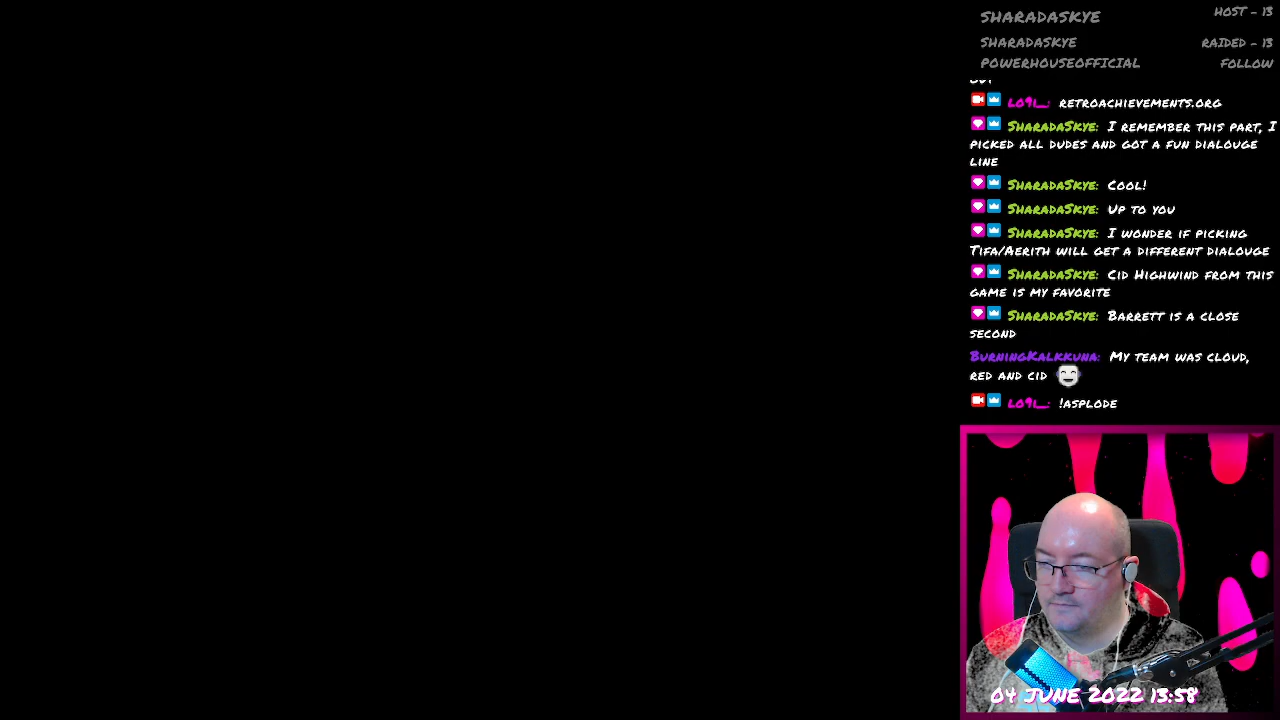 SHARADASKYE HOST - 13
SHARADASKYE RAIDED - 13
POWERHOUSEOFFICIAL FOLLOW
LO91_: RETROACHIEVEMENTS.ORG
SHARADASKYE: I REMEMBER THIS PART, I
PICKED ALL DUDES AND GOT A FUN DIALOUGE
LINE
SHARADASKYE: COOL!
SHARADASKYE: UP TO YOU
SHARADASKYE: I WONDER IF PICKING
TIFA/AERITH WILL GET A DIFFERENT DIALOUGE
SHARADASKYE: CID HIGHWIND FROM THIS
GAME IS MY FAVORITE
SHARADASKYE: BARRETT IS A CLOSE
SECOND
BURNINGKALKKUNA: MY TEAM WAS CLOUD,
RED AND CID
LO91_: !ASPLODE
04 JUNE 2022 13:58